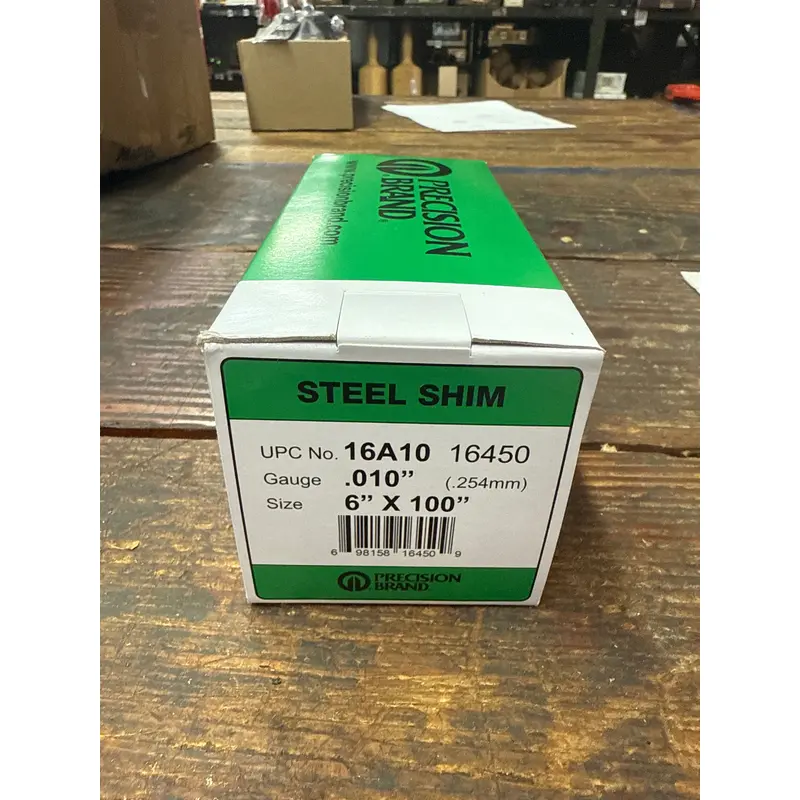 PRECISION
BRAND®
www.precisionbrand.com
STEEL SHIM
UPC No. 16A10 16450
Gauge .010” (.254mm)
Size 6” X 100”
6 98158 16450 9
PRECISION
BRAND.